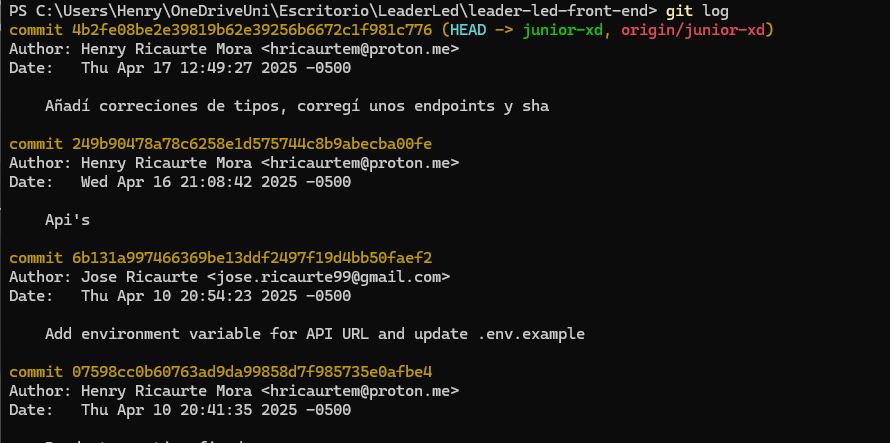 PS C:\Users\Henry\OneDriveUni\Escritorio\LeaderLed\leader-led-front-end> git log
commit 4b2fe08be2e39819b62e39256b6672c1f981c776 (HEAD -> junior-xd, origin/junior-xd)
Author: Henry Ricaurte Mora <hricaurtem@proton.me>
Date:   Thu Apr 17 12:49:27 2025 -0500
Añadí correciones de tipos, corregí unos endpoints y sha
commit 249b90478a78c6258e1d575744c8b9abecba00fe
Author: Henry Ricaurte Mora <hricaurtem@proton.me>
Date:   Wed Apr 16 21:08:42 2025 -0500
Api's
commit 6b131a997466369be13ddf2497f19d4bb50faef2
Author: Jose Ricaurte <jose.ricaurte99@gmail.com>
Date:   Thu Apr 10 20:54:23 2025 -0500
Add environment variable for API URL and update .env.example
commit 07598cc0b60763ad9da99858d7f985735e0afbe4
Author: Henry Ricaurte Mora <hricaurtem@proton.me>
Date:   Thu Apr 10 20:41:35 2025 -0500